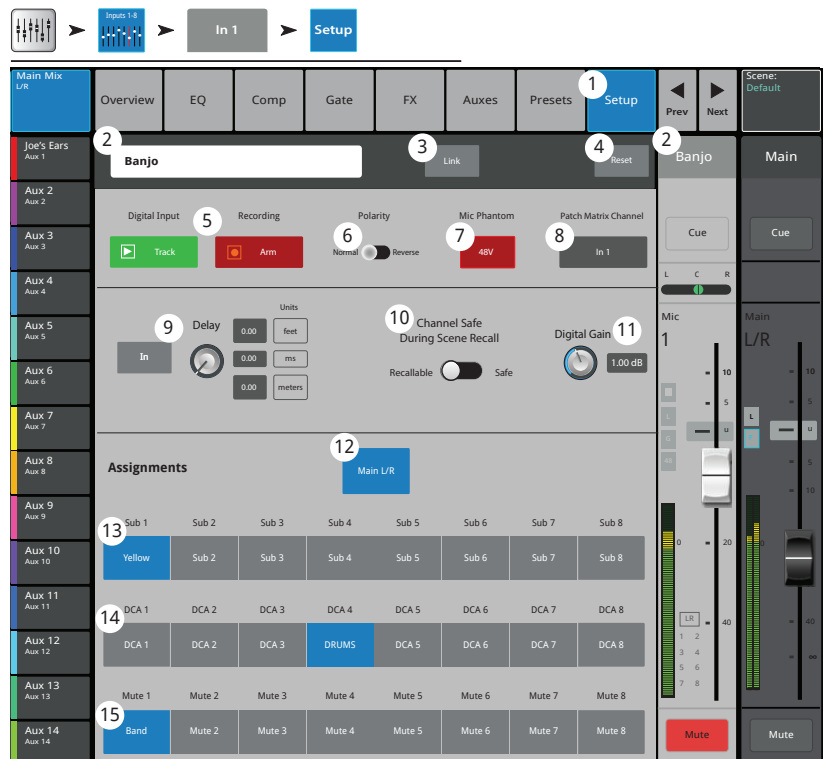 Inputs 1-8
In 1
Setup
Main Mix
L/R
Overview
EQ
Comp
Gate
FX
Auxes
Presets
1
Setup
Prev
Next
Scene:
Default
Joe's Ears
Aux 1
Aux 2
Aux 2
Aux 3
Aux 3
Aux 4
Aux 4
Aux 5
Aux 5
Aux 6
Aux 6
Aux 7
Aux 7
Aux 8
Aux 8
Aux 9
Aux 9
Aux 10
Aux 10
Aux 11
Aux 11
Aux 12
Aux 12
Aux 13
Aux 13
Aux 14
Aux 14
2
Banjo
3
Link
4
Reset
Digital Input
5
Recording
Polarity
Mic Phantom
Patch Matrix Channel
Track
Arm
6
Normal
Reverse
7
48V
8
In 1
9
In
Delay
Units
0.00
feet
0.00
ms
0.00
meters
10
Channel Safe
During Scene Recall
Recallable
Safe
Digital Gain
11
1.00 dB
Assignments
12
Main L/R
13
Sub 1
Sub 2
Sub 3
Sub 4
Sub 5
Sub 6
Sub 7
Sub 8
Yellow
Sub 2
Sub 3
Sub 4
Sub 5
Sub 6
Sub 7
Sub 8
14
DCA 1
DCA 2
DCA 3
DCA 4
DCA 5
DCA 6
DCA 7
DCA 8
DCA 1
DCA 2
DCA 3
DRUMS
DCA 5
DCA 6
DCA 7
DCA 8
15
Mute 1
Mute 2
Mute 3
Mute 4
Mute 5
Mute 6
Mute 7
Mute 8
Band
Mute 2
Mute 3
Mute 4
Mute 5
Mute 6
Mute 7
Mute 8
2
Banjo
Cue
L C R
Mic
1
10
5
u
L
G
0
20
40
LR
1 2
3 4
5 6
7 8
Mute
Main
Cue
Main
L/R
10
5
u
L
5
10
20
40
∞
Mute